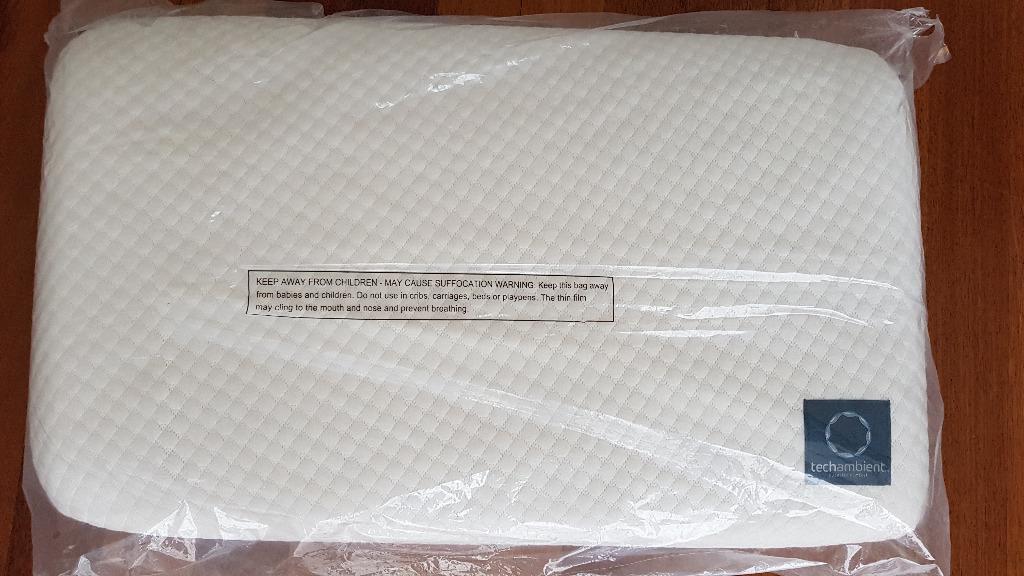 KEEP AWAY FROM CHILDREN - MAY CAUSE SUFFOCATION WARNING: Keep this bag away
from babies and children. Do not use in cribs, carriages, beds or playpens. The thin film
may cling to the mouth and nose and prevent breathing.
techambient